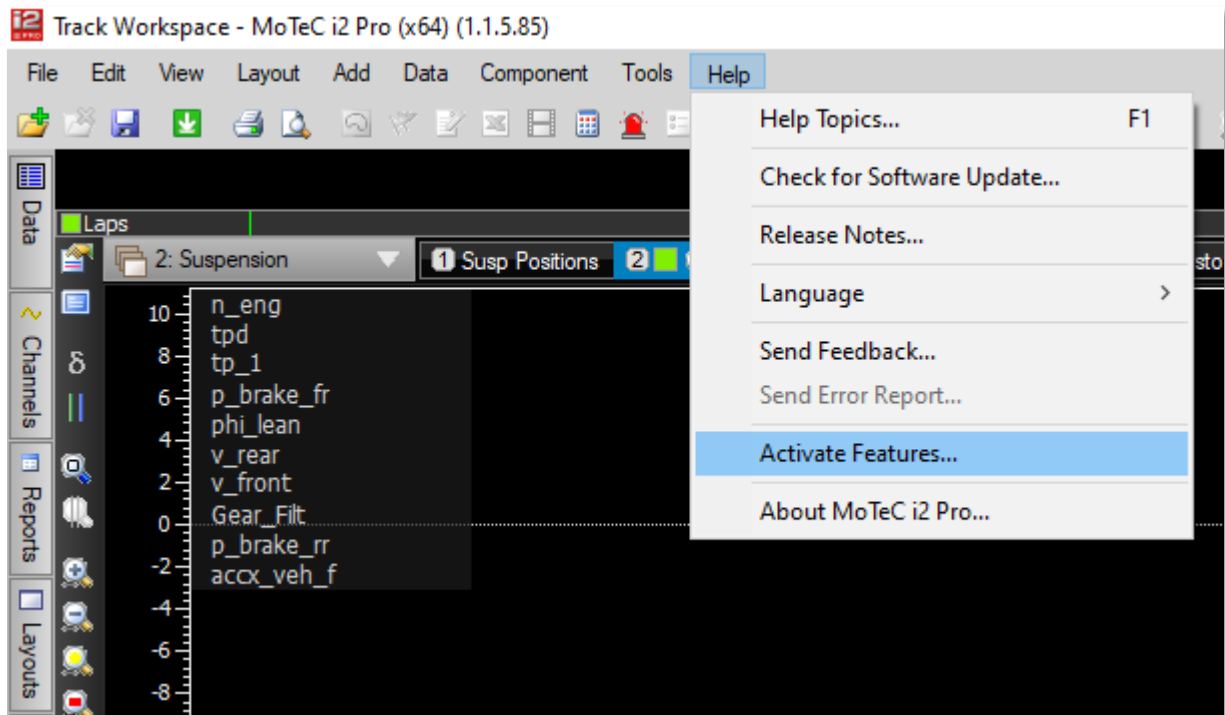 i2 PRO Track Workspace - MoTeC i2 Pro (x64) (1.1.5.85)
File Edit View Layout Add Data Component Tools Help
Help Topics... F1
Check for Software Update...
Release Notes...
Language
Send Feedback...
Send Error Report...
Activate Features...
About MoTeC i2 Pro...
Data
Channels
Reports
Layouts
Laps
2: Suspension 1 Susp Positions 2
δ
10
8
6
4
2
0
-2
-4
-6
-8
n_eng
tpd
tp_1
p_brake_fr
phi_lean
v_rear
v_front
Gear_Filt
p_brake_rr
accx_veh_f